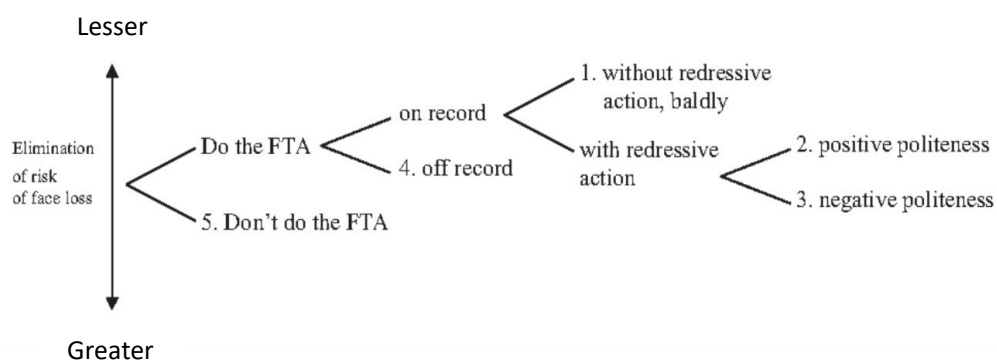 Lesser
1. without redressive
action, baldly
on record
Do the FTA
with redressive
action
2. positive politeness
Elimination
of risk
of face loss
4. off record
3. negative politeness
5. Don't do the FTA
Greater